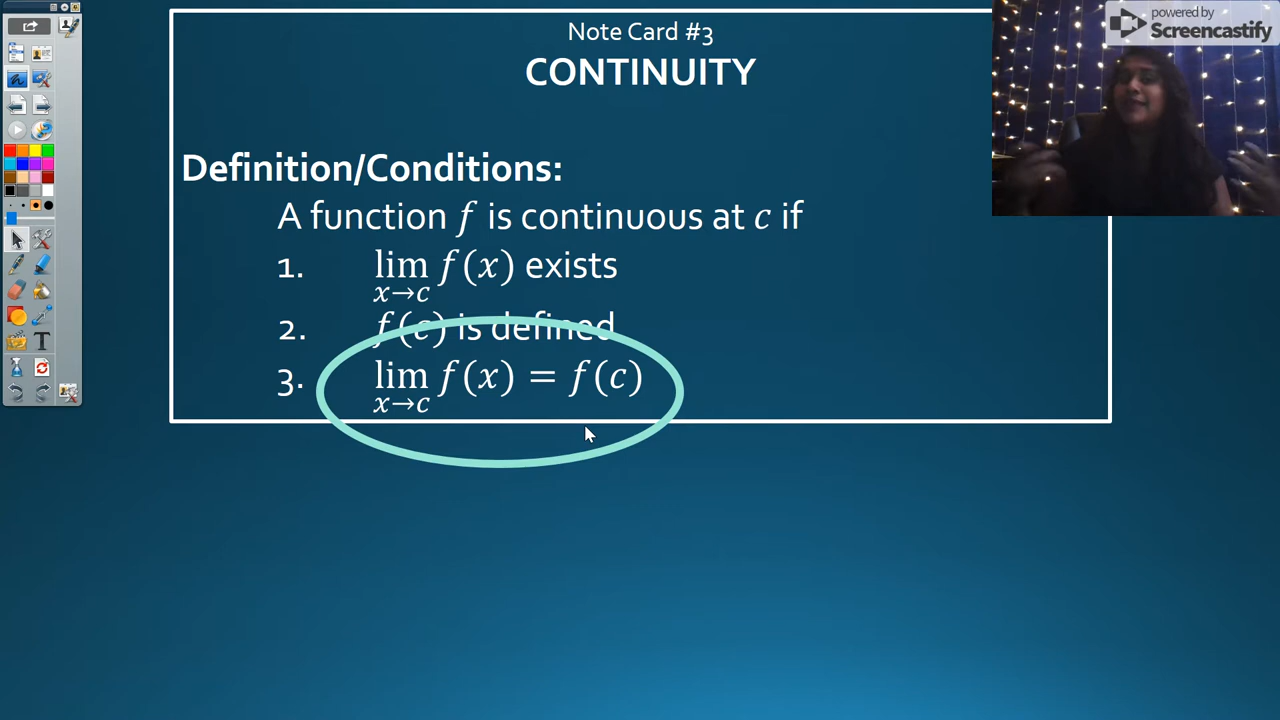 powered by
Screencastify
Note Card #3
CONTINUITY
Definition/Conditions:
A function f is continuous at c if
1. lim f(x) exists
x→c
2. f(c) is defined
3. lim f(x) = f(c)
x→c